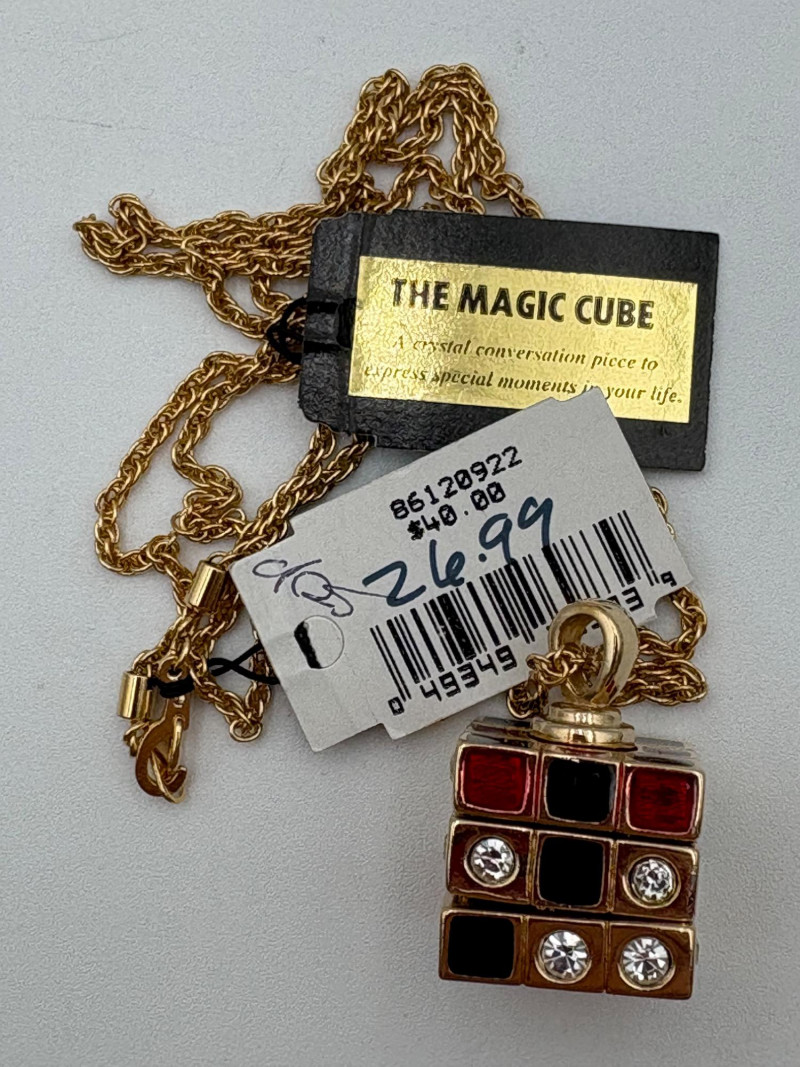 THE MAGIC CUBE
A crystal conversation piece to
express special moments in your life.
86120922
$40.00
26.99
0 49349
9